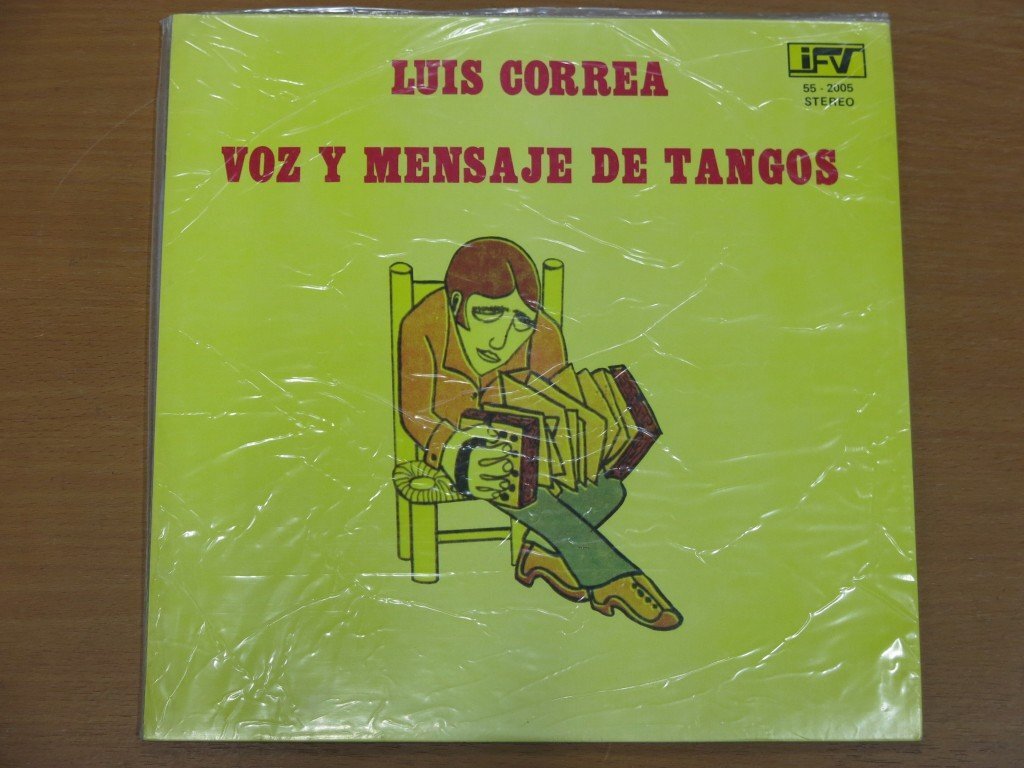 LUIS CORREA
iFV
55 - 2005
STEREO
VOZ Y MENSAJE DE TANGOS